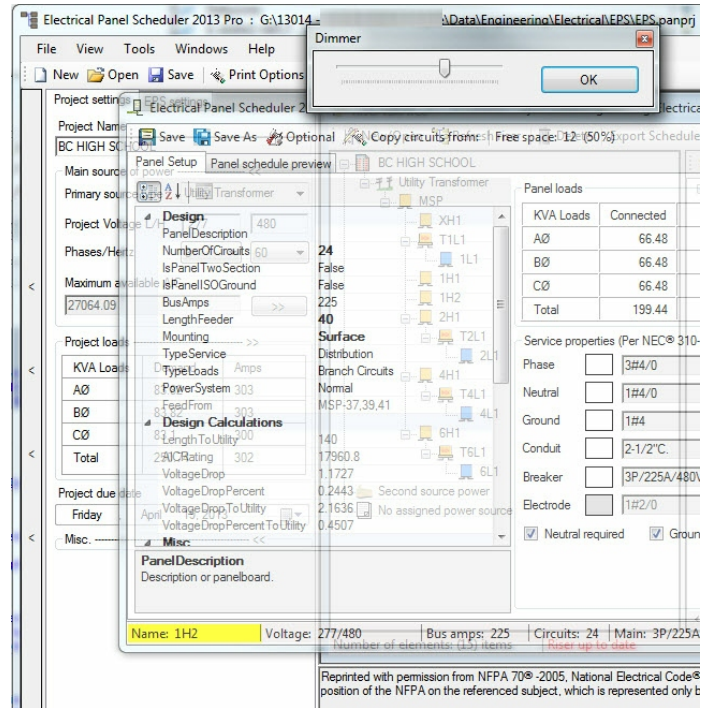 Electrical Panel Scheduler 2013 Pro : G:\13014 - :\Data\Engineering\Electrical\EPS\EPS.panprj
Dimmer
OK
File View Tools Windows Help
New Open Save Print Options
Project settings EPS settings
Electrical Panel Scheduler 2
Project Name
BC HIGH SCHOOL
Save Save As Optional Copy circuits from: Free space: 12 (50%) Export Schedule
Main source of power <<
Panel Setup Panel schedule preview
BC HIGH SCHOOL
Primary source Utility Transformer
Utility Transformer
MSP
Panel loads
Project Voltage L/N 277 480
Design
PanelDescription
XH1
KVA Loads Connected
Phases/Hertz 60
NumberOfCircuits 24
T1L1
AØ 66.48
IsPanelTwoSection False
1L1
BØ 66.48
Maximum available
IsPanelISOGround False
1H1
CØ 66.48
27064.09 >>
BusAmps 225
1H2
Total 199.44
LengthFeeder 40
2H1
Project loads >>
Mounting Surface
T2L1
Service properties (Per NEC® 310-
TypeService Distribution
2L1
KVA Loads Amps
TypeLoads Branch Circuits
4H1
Phase 3#4/0
AØ 303
PowerSystem Normal
T4L1
Neutral 1#4/0
BØ 83.82 303
FeedFrom MSP-37,39,41
4L1
Design Calculations
Ground 1#4
CØ 300
LengthToUtility 140
6H1
Conduit 2-1/2"C.
Total 302
AICRating 17960.8
T6L1
VoltageDrop 1.1727
6L1
Breaker 3P/225A/480V
Project due date
VoltageDropPercent 0.2443
Second source power
Friday , April 19, 2013
VoltageDropToUtility 2.1636
No assigned power source
Electrode 1#2/0
VoltageDropPercentToUtility 0.4507
Misc. <<
Misc
Neutral required Groun
PanelDescription
Description or panelboard.
Name: 1H2 Voltage: 277/480 Bus amps: 225 Circuits: 24 Main: 3P/225A
Number of elements: (15) items Riser up to date
Reprinted with permission from NFPA 70® -2005, National Electrical Code®
position of the NFPA on the referenced subject, which is represented only b